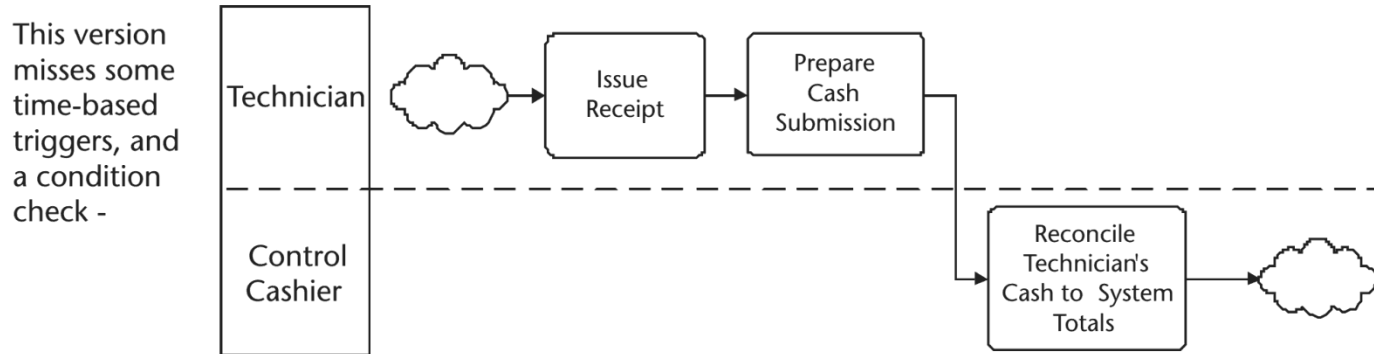 This version
misses some
time-based
triggers, and
a condition
check -
Technician
Issue
Receipt
Prepare
Cash
Submission
Control
Cashier
Reconcile
Technician's
Cash to System
Totals